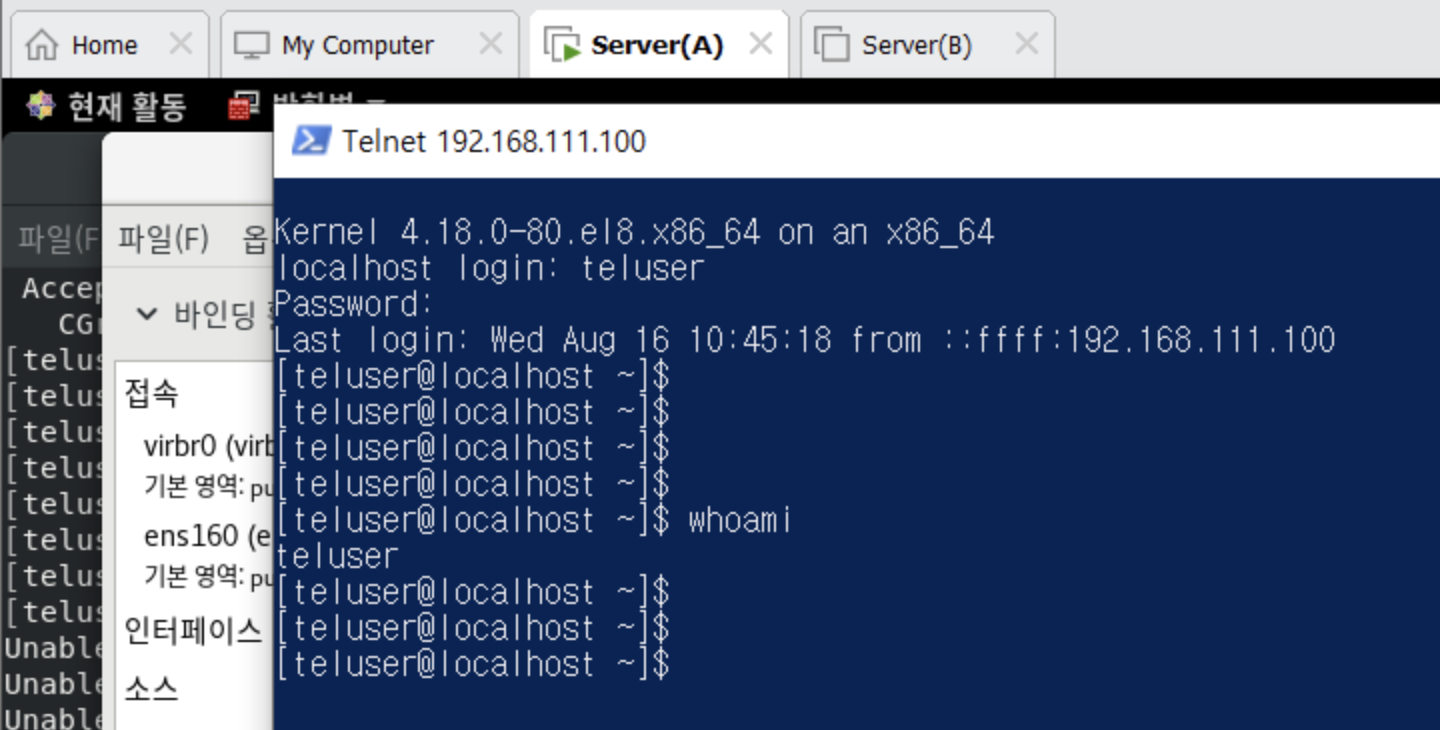 Home
My Computer
Server(A)
Server(B)
현재 활동
Telnet 192.168.111.100
파일(F
파일(F)
옵
Accep
CGr
바인딩
[telus
[telus
[telus
[telus
[telus
[telus
[telus
[telus
Unable
Unable
Unable
접속
virbr0 (virb
기본 영역: pu
ens160 (e
기본 영역: pu
인터페이스
소스
Kernel 4.18.0-80.el8.x86_64 on an x86_64
localhost login: teluser
Password:
Last login: Wed Aug 16 10:45:18 from ::ffff:192.168.111.100
[teluser@localhost ~]$
[teluser@localhost ~]$
[teluser@localhost ~]$
[teluser@localhost ~]$
[teluser@localhost ~]$ whoami
teluser
[teluser@localhost ~]$
[teluser@localhost ~]$
[teluser@localhost ~]$